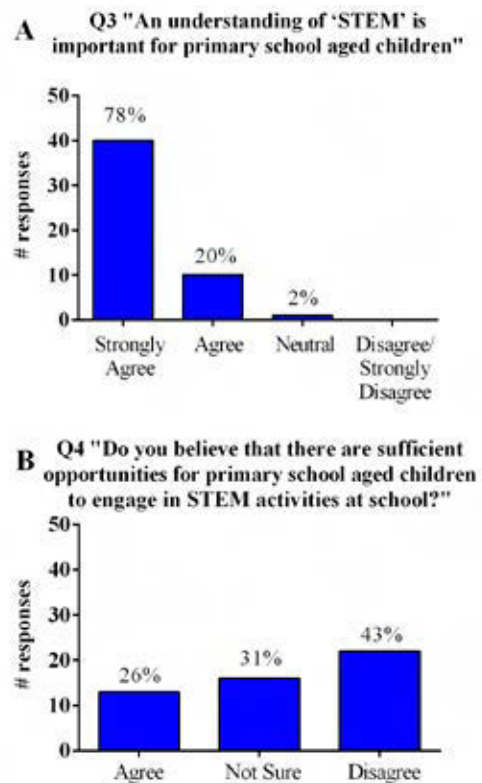 A
Q3 "An understanding of ‘STEM’ is
important for primary school aged children"
50
40
30
20
10
0
# responses
78%
20%
2%
Strongly
Agree
Agree
Neutral
Disagree/
Strongly
Disagree
B
Q4 "Do you believe that there are sufficient
opportunities for primary school aged children
to engage in STEM activities at school?"
50
40
30
20
10
0
# responses
26%
31%
43%
Agree
Not Sure
Disagree